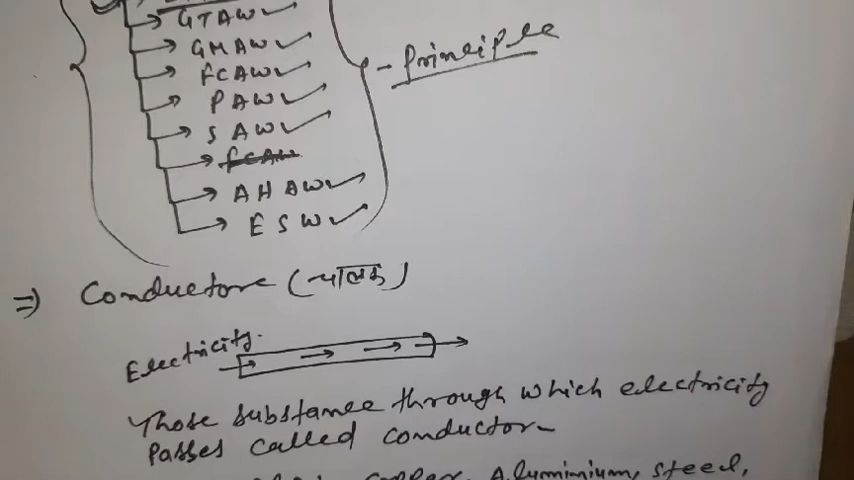 GTAW
GMAW
FCAW
PAW
SAW
FCAW
AHAW
ESW
- Principle
⇒ Conductore (चालक)
Electricity.
Those substance through which electricity
Passes called conductor-
copper, Aluminium, steel,